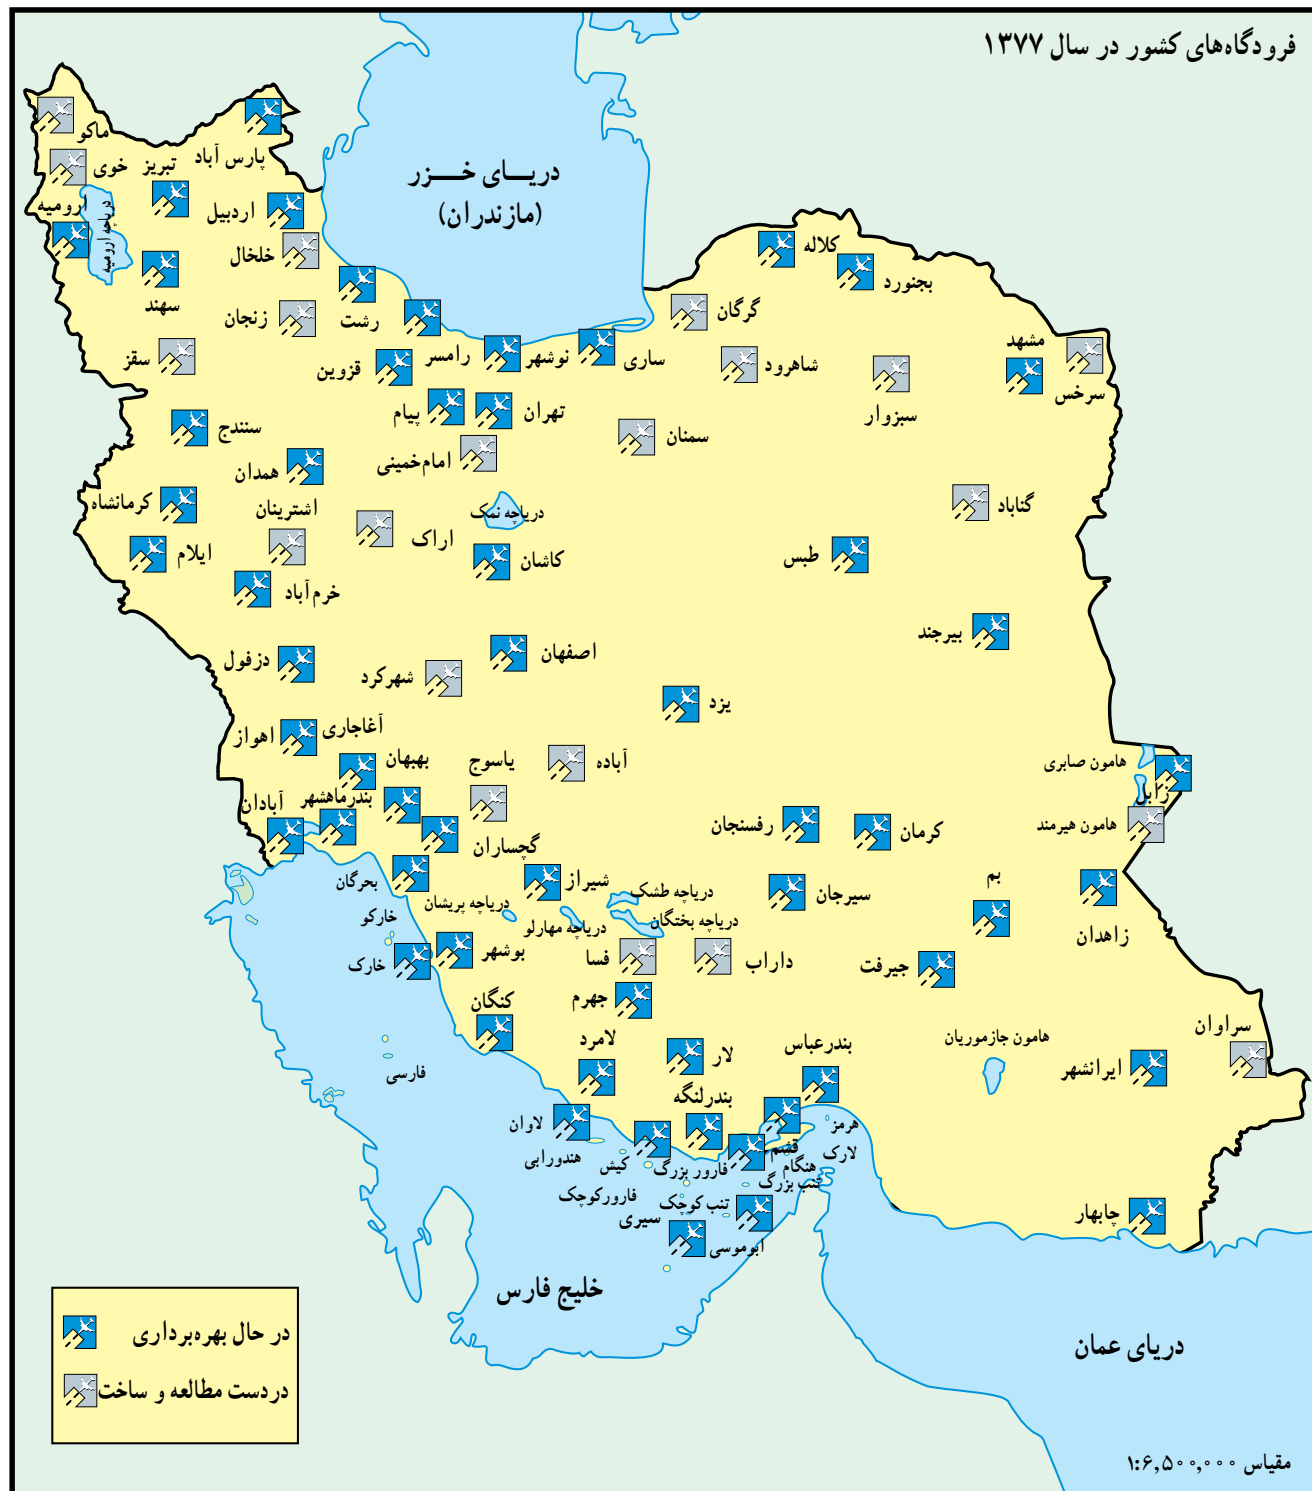 فرودگاه‌های کشور در سال ۱۳۷۷
دریــای خـــزر
(مازندران)
ماکو
پارس آباد
تبریز
خوی
ارومیه
دریاچه ارومیه
اردبیل
خلخال
سهند
کلاله
بجنورد
زنجان
رشت
رامسر
نوشهر
ساری
گرگان
مشهد
سقز
قزوین
شاهرود
سبزوار
سرخس
سنندج
پیام
تهران
سمنان
همدان
امام‌خمینی
کرمانشاه
اشترینان
اراک
دریاچه نمک
گناباد
ایلام
کاشان
طبس
خرم‌آباد
بیرجند
دزفول
شهرکرد
اصفهان
یزد
اهواز
آغاجاری
بهبهان
یاسوج
آباده
هامون صابری
زابل
آبادان
بندرماهشهر
گچساران
رفسنجان
کرمان
هامون هیرمند
بحرگان
شیراز
دریاچه طشک
سیرجان
بم
زاهدان
خارکو
دریاچه پریشان
دریاچه مهارلو
دریاچه بختگان
خارک
بوشهر
فسا
داراب
جیرفت
کنگان
جهرم
لامرد
لار
بندرعباس
هامون جازموریان
سراوان
ایرانشهر
فارسی
بندرلنگه
لاوان
هندورابی
کیش
فارور بزرگ
قشم
هنگام
هرمز
لارک
تنب بزرگ
فارورکوچک
تنب کوچک
سیری
ابوموسی
چابهار
خلیج فارس
دریای عمان
در حال بهره‌برداری
دردست مطالعه و ساخت
مقیاس ۱:۶,۵۰۰,۰۰۰